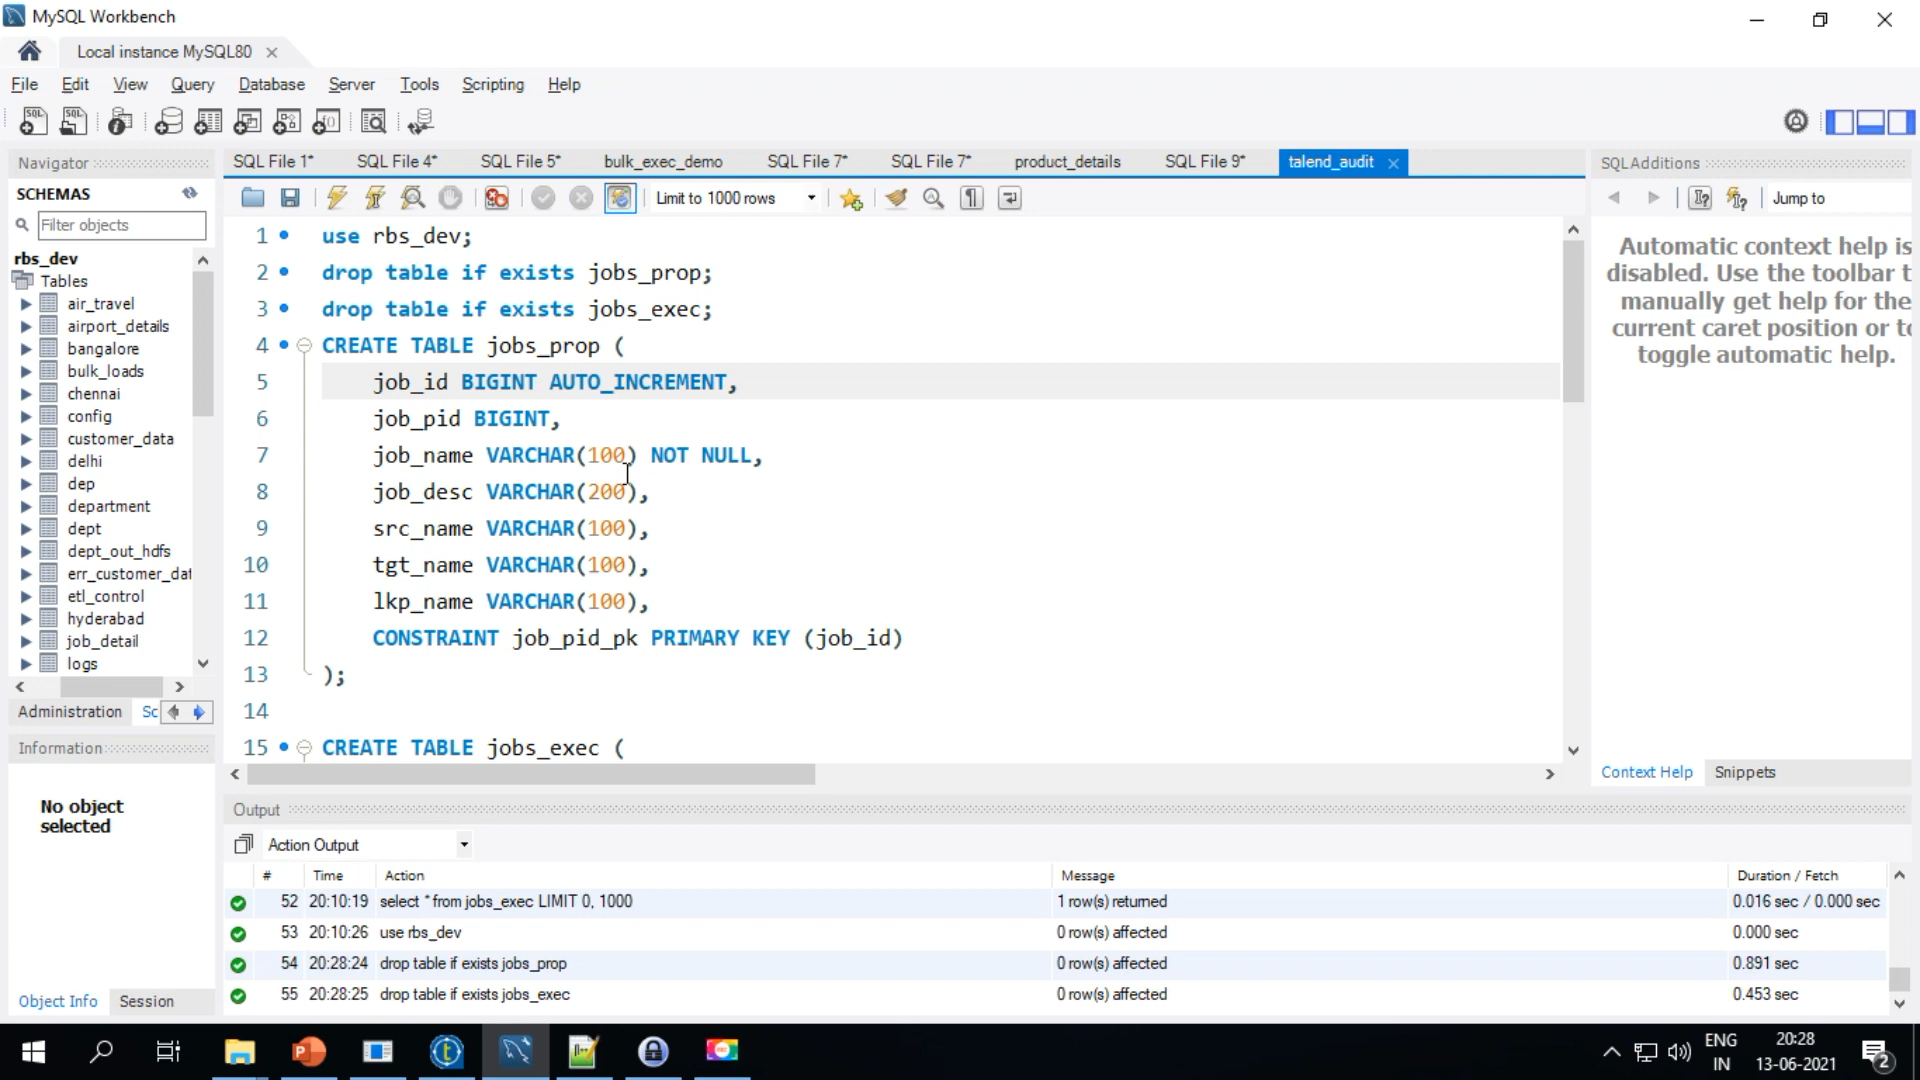 MySQL Workbench
Local instance MySQL80
File Edit View Query Database Server Tools Scripting Help
Navigator
SQL File 1* SQL File 4* SQL File 5* bulk_exec_demo SQL File 7* SQL File 7* product_details SQL File 9* talend_audit
SQLAdditions
SCHEMAS
Limit to 1000 rows
Jump to
Filter objects
rbs_dev
Tables
air_travel
airport_details
bangalore
bulk_loads
chennai
config
customer_data
delhi
dep
department
dept
dept_out_hdfs
err_customer_dat
etl_control
hyderabad
job_detail
logs
Administration Sc
Information
No object
selected
Object Info Session
1 use rbs_dev;
2 drop table if exists jobs_prop;
3 drop table if exists jobs_exec;
4 CREATE TABLE jobs_prop (
5 job_id BIGINT AUTO_INCREMENT,
6 job_pid BIGINT,
7 job_name VARCHAR(100) NOT NULL,
8 job_desc VARCHAR(200),
9 src_name VARCHAR(100),
10 tgt_name VARCHAR(100),
11 lkp_name VARCHAR(100),
12 CONSTRAINT job_pid_pk PRIMARY KEY (job_id)
13 );
14
15 CREATE TABLE jobs_exec (
Automatic context help is
disabled. Use the toolbar t
manually get help for the
current caret position or to
toggle automatic help.
Context Help Snippets
Output
Action Output
# Time Action Message Duration / Fetch
52 20:10:19 select * from jobs_exec LIMIT 0, 1000 1 row(s) returned 0.016 sec / 0.000 sec
53 20:10:26 use rbs_dev 0 row(s) affected 0.000 sec
54 20:28:24 drop table if exists jobs_prop 0 row(s) affected 0.891 sec
55 20:28:25 drop table if exists jobs_exec 0 row(s) affected 0.453 sec
ENG
IN
20:28
13-06-2021
2